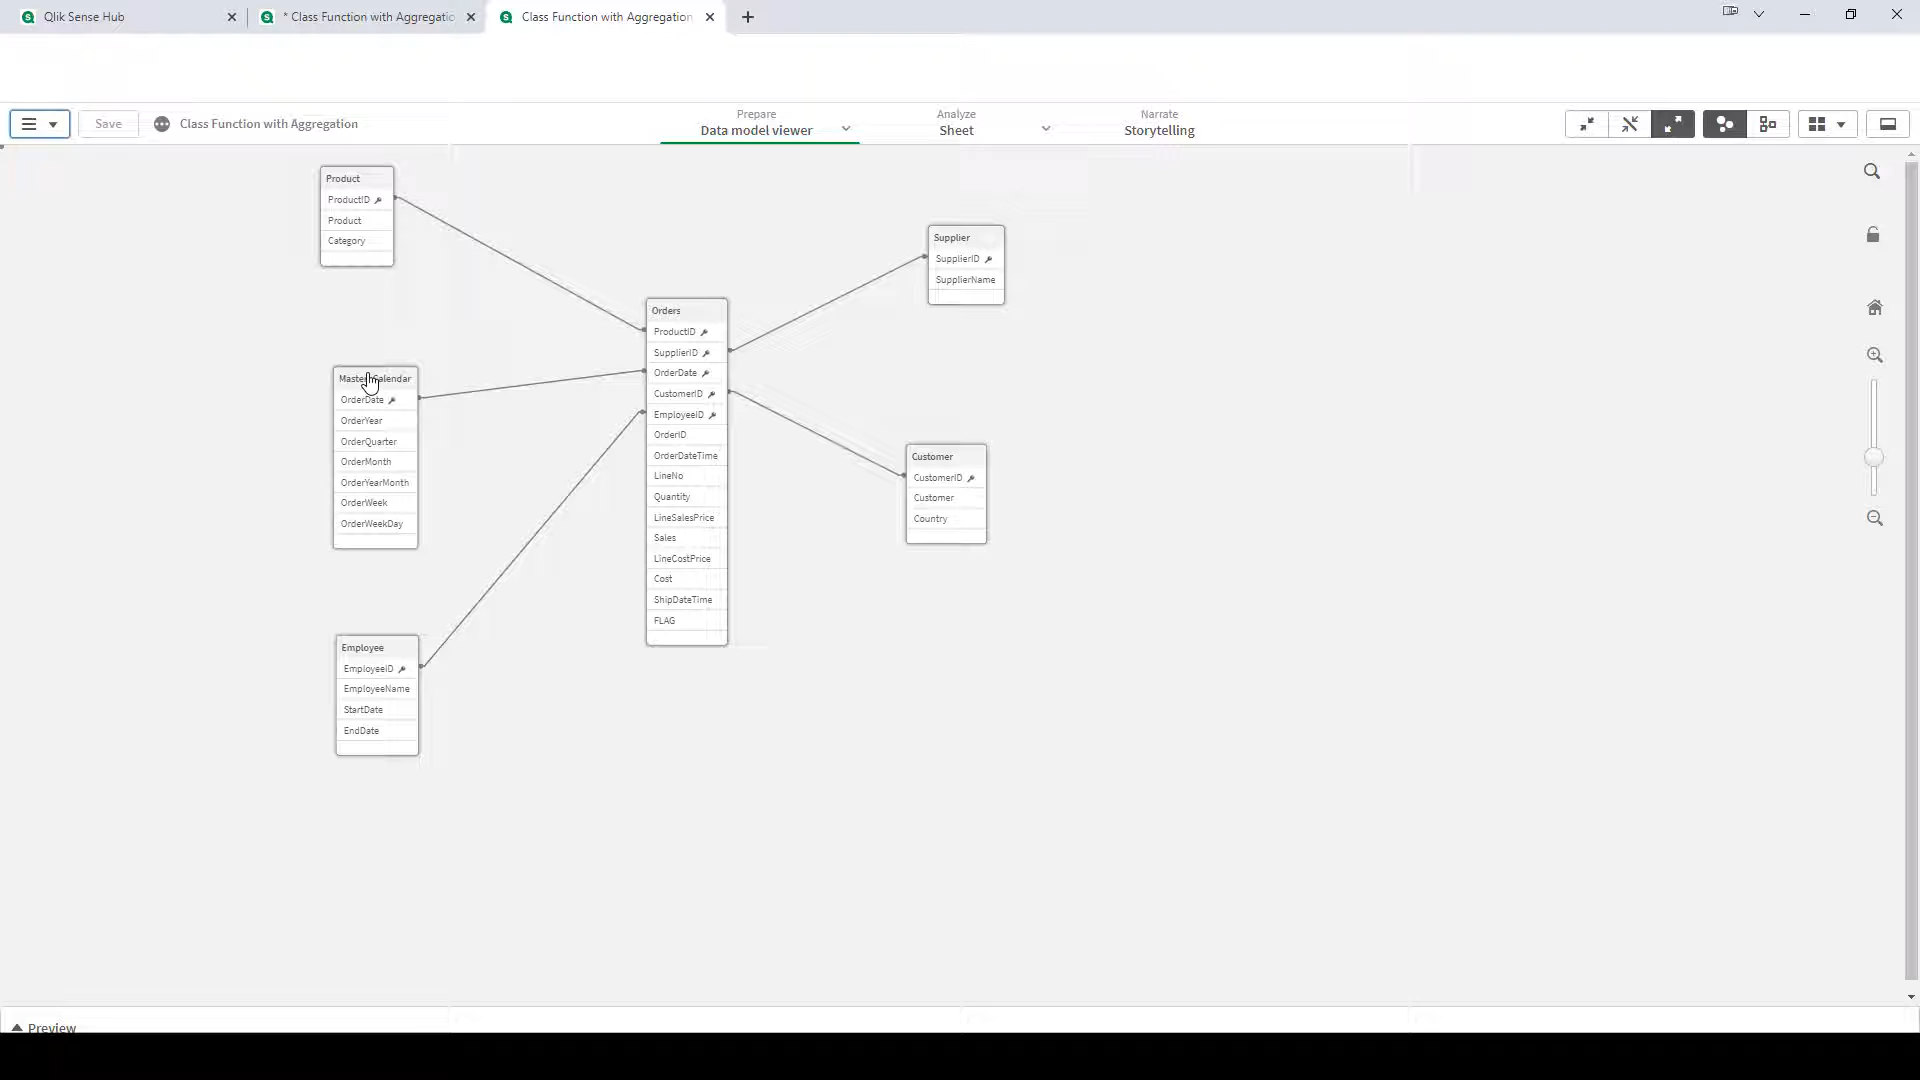 Qlik Sense Hub
* Class Function with Aggregatio
Class Function with Aggregation
Save
Class Function with Aggregation
Prepare
Data model viewer
Analyze
Sheet
Narrate
Storytelling
Product
ProductID
Product
Category
Supplier
SupplierID
SupplierName
Orders
ProductID
SupplierID
OrderDate
CustomerID
EmployeeID
OrderID
OrderDateTime
LineNo
Quantity
LineSalesPrice
Sales
LineCostPrice
Cost
ShipDateTime
FLAG
MasterCalendar
OrderDate
OrderYear
OrderQuarter
OrderMonth
OrderYearMonth
OrderWeek
OrderWeekDay
Customer
CustomerID
Customer
Country
Employee
EmployeeID
EmployeeName
StartDate
EndDate
Preview